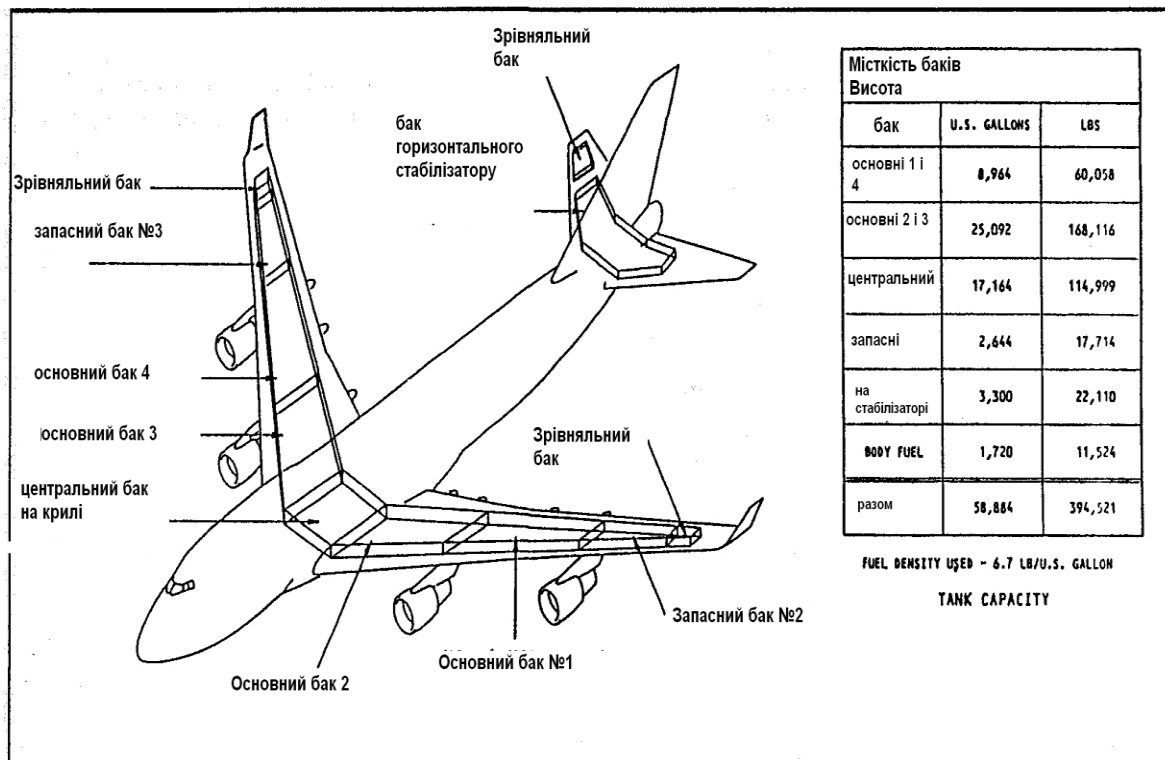 Зрівняльний
бак
бак
горизонтального
стабілізатору
Зрівняльний бак
запасний бак №3
основний бак 4
основний бак 3
центральний бак
на крилі
Зрівняльний
бак
Запасний бак №2
Основний бак №1
Основний бак 2
Місткість баків
Висота
бак U.S. GALLONS LBS
основні 1 і
4 8,964 60,058
основні 2 і 3 25,092 168,116
центральний 17,164 114,999
запасні 2,644 17,714
на
стабілізаторі 3,300 22,110
BODY FUEL 1,720 11,524
разом 58,884 394,521
FUEL DENSITY USED - 6.7 LB/U.S. GALLON
TANK CAPACITY